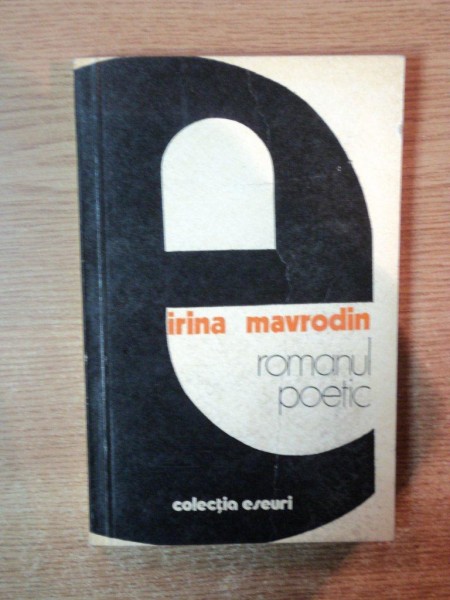 irina mavrodin
romanul
poetic
colecția eseuri